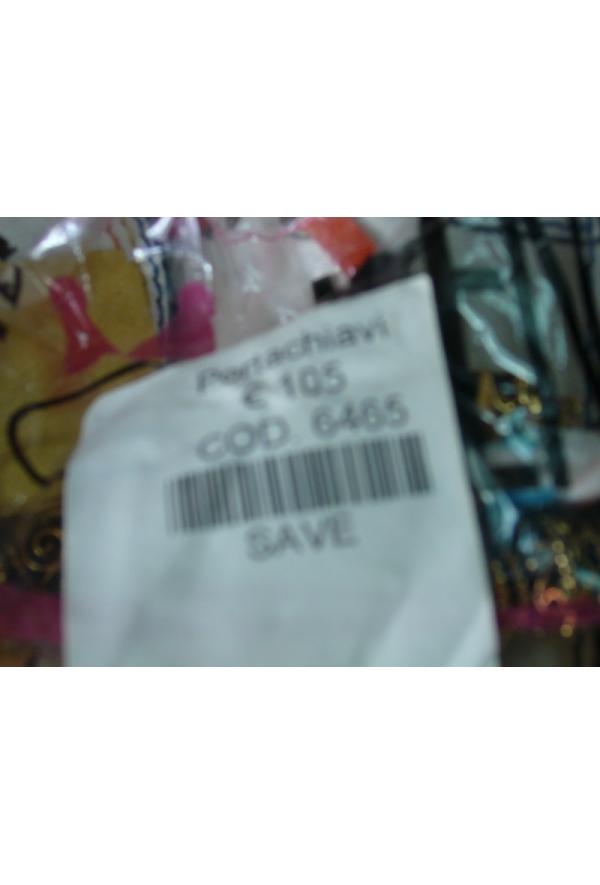 Portachiavi
€ 105
COD. 6465
SAVE